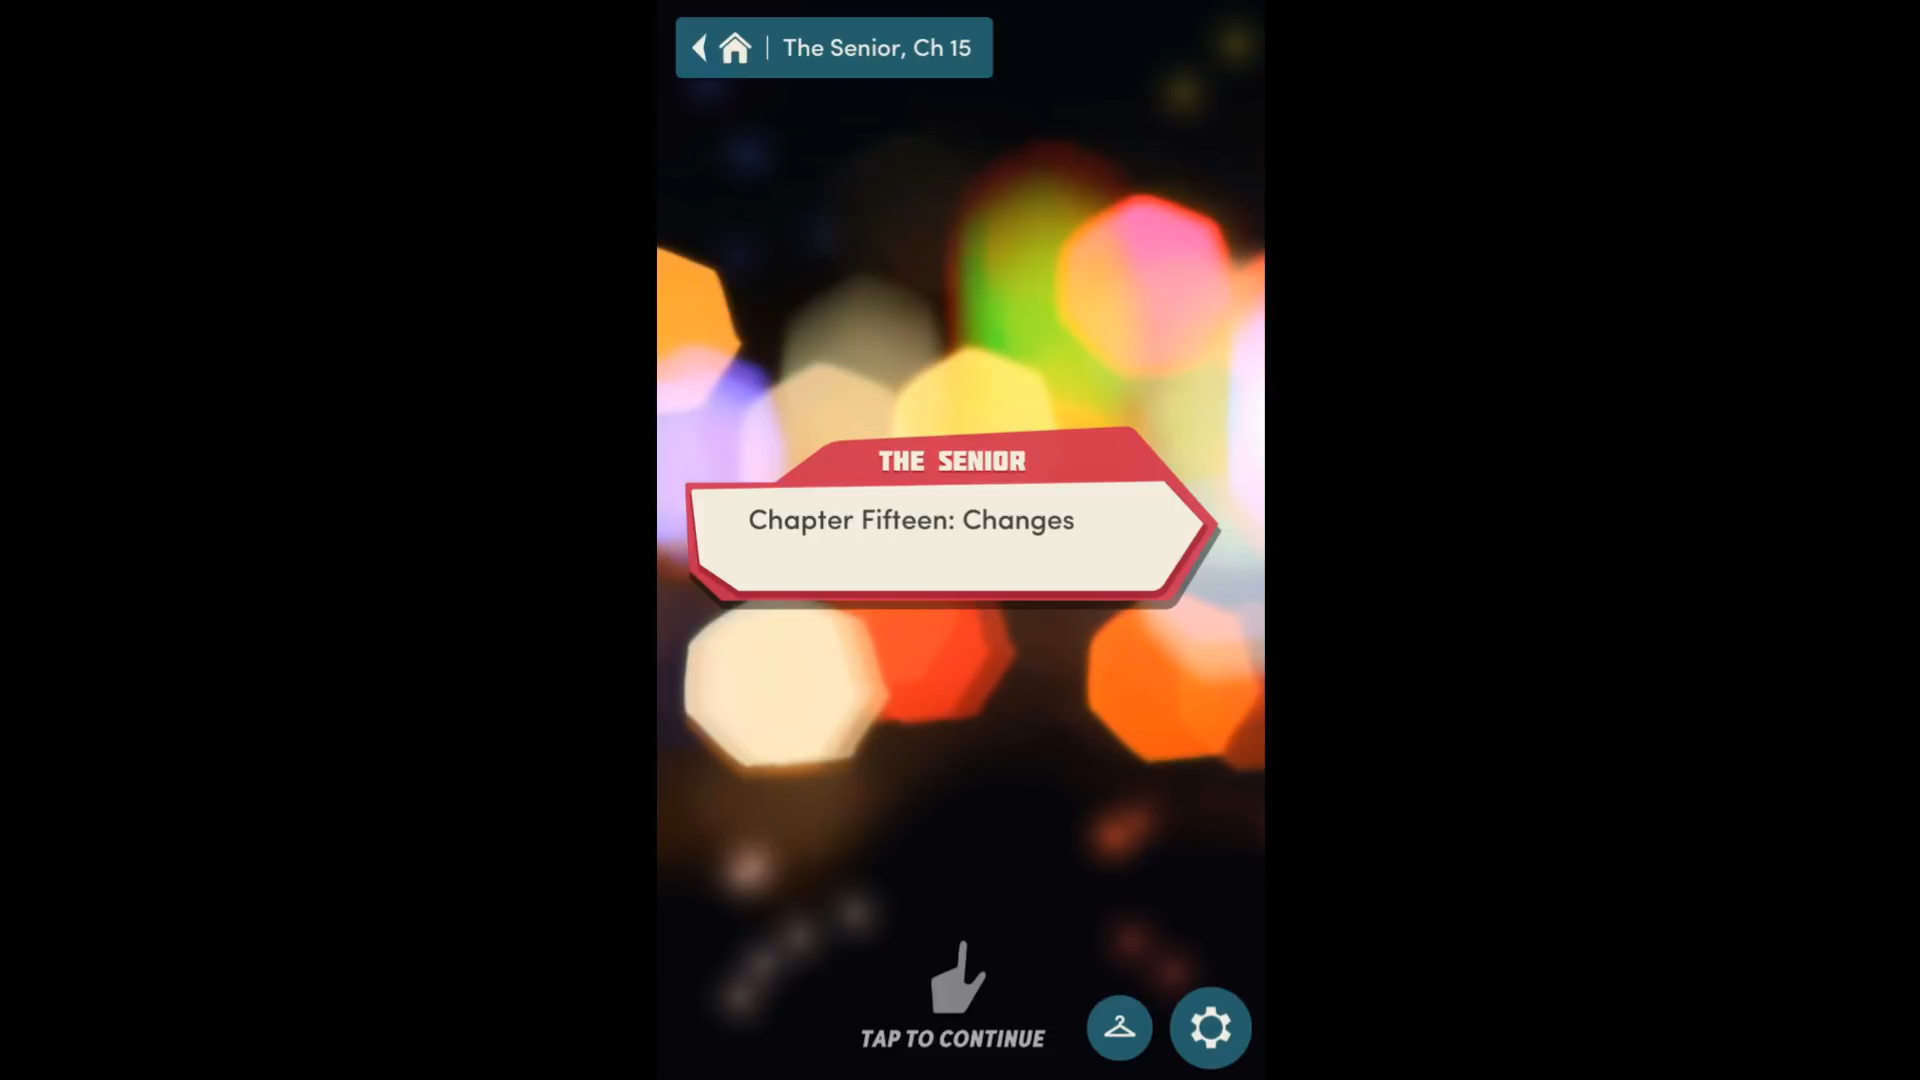 The Senior, Ch 15
THE SENIOR
Chapter Fifteen: Changes
TAP TO CONTINUE